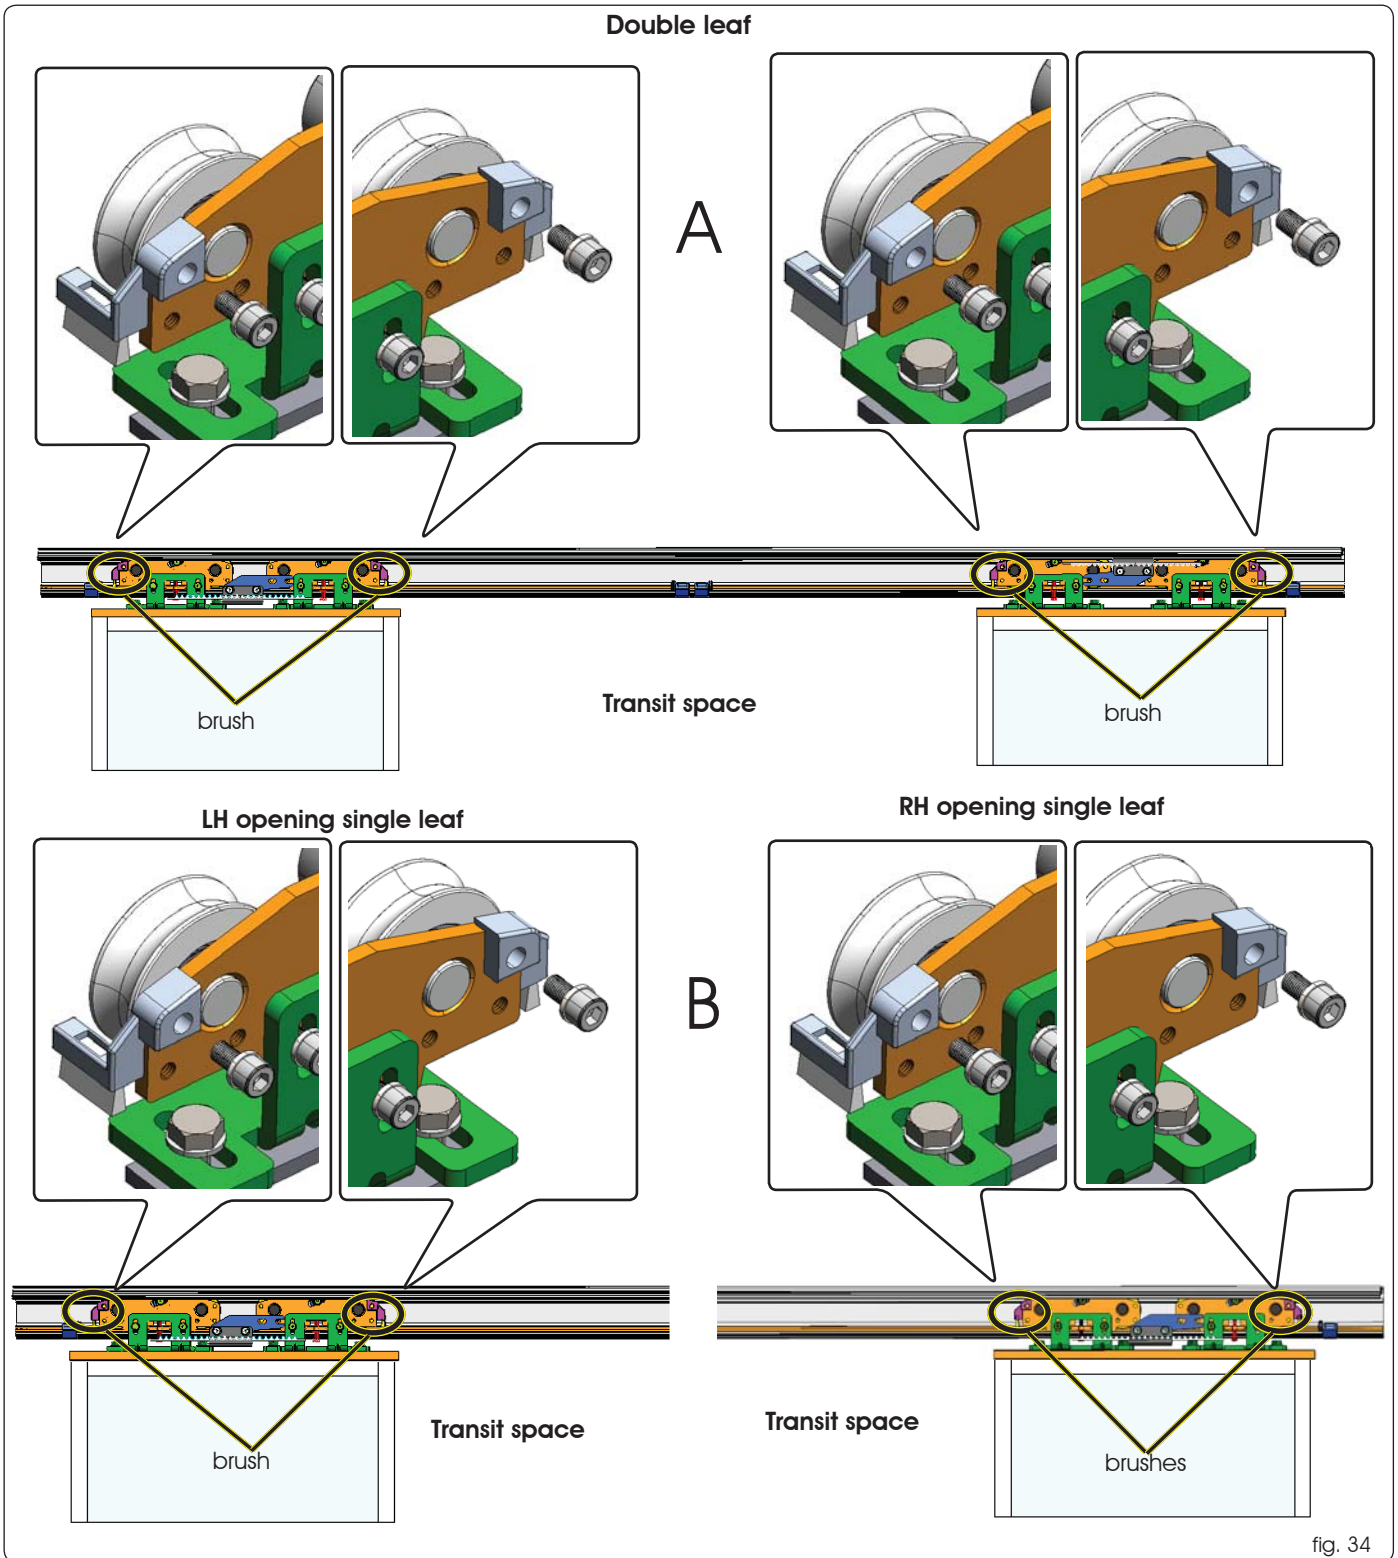 Double leaf
A
brush
Transit space
brush
LH opening single leaf
RH opening single leaf
B
Transit space
Transit space
brush
brushes
fig. 34